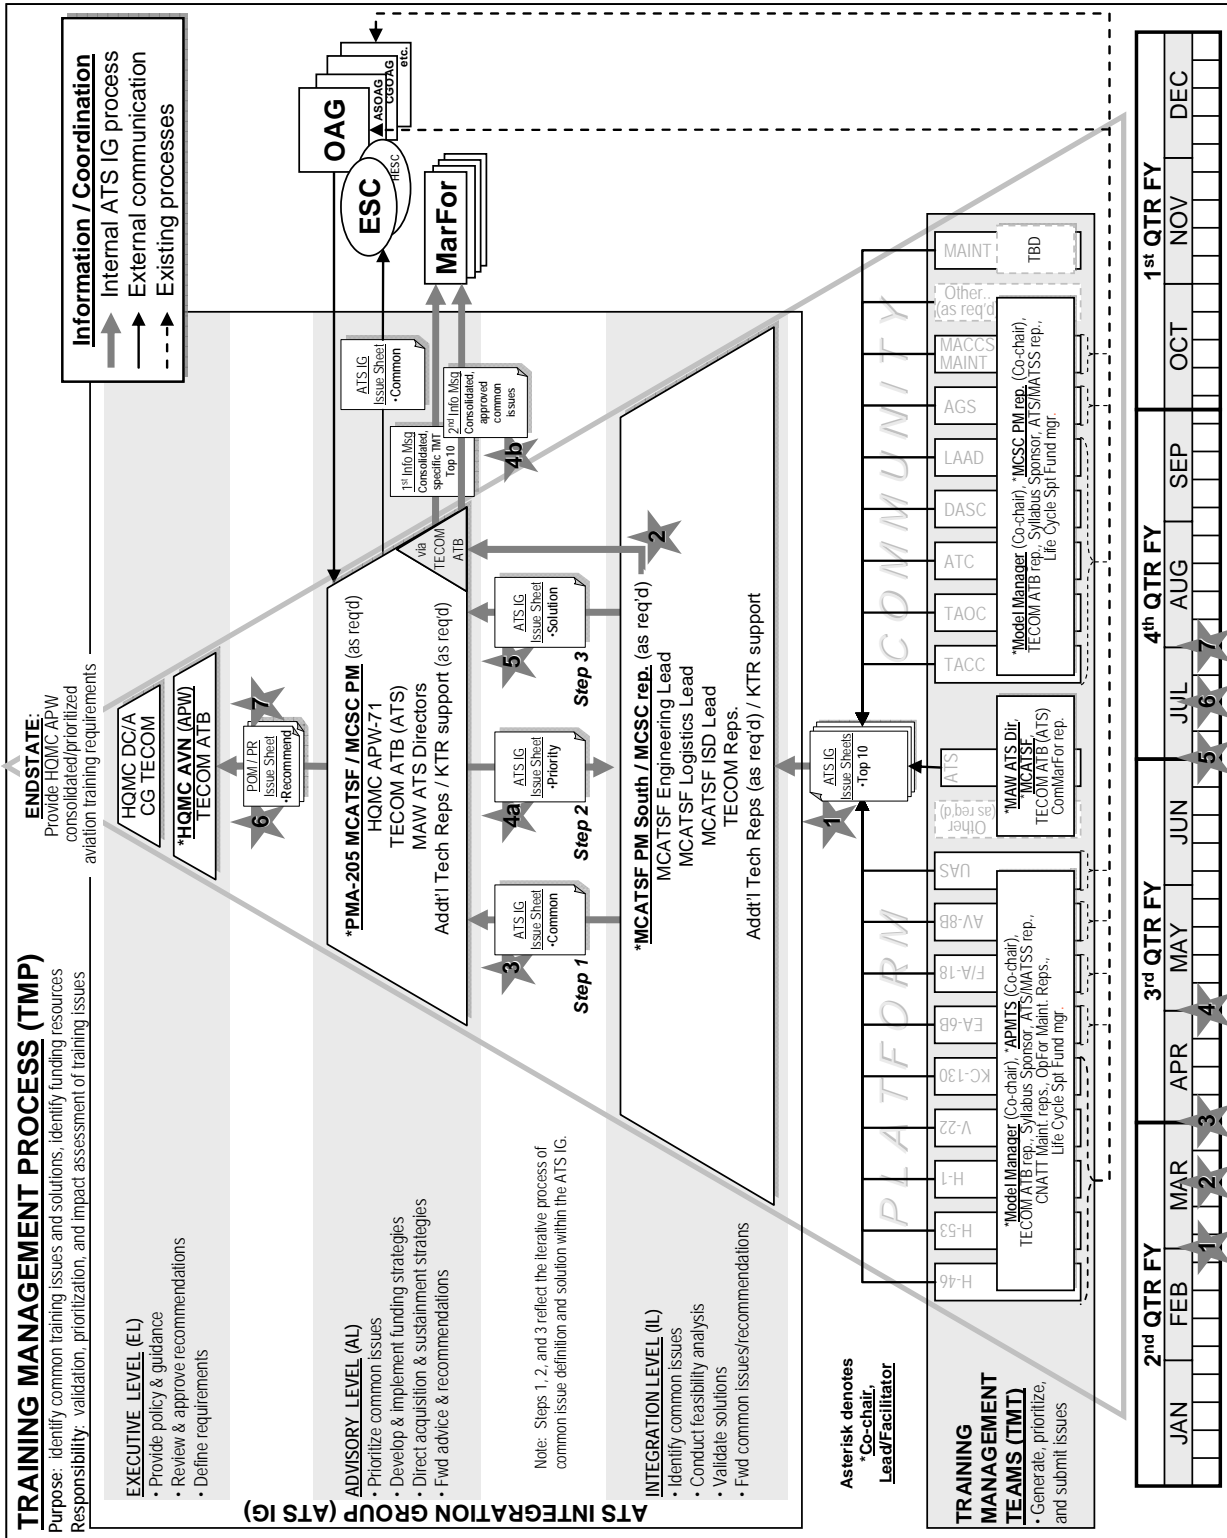 TRAINING MANAGEMENT PROCESS (TMP)
Purpose: identify common training issues and solutions, identify funding resources
Responsibility: validation, prioritization, and impact assessment of training issues
ENDSTATE:
Provide HQMC APW
consolidated/prioritized
aviation training requirements
Information / Coordination
Internal ATS IG process
External communication
Existing processes
ATS INTEGRATION GROUP (ATS IG)
EXECUTIVE LEVEL (EL)
• Provide policy & guidance
• Review & approve recommendations
• Define requirements
HQMC DC/A
CG TECOM
*HQMC AVN (APW)
TECOM ATB
6
POM / PR
Issue Sheet
•Recommend
7
ADVISORY LEVEL (AL)
• Prioritize common issues
• Develop & implement funding strategies
• Direct acquisition & sustainment strategies
• Fwd advice & recommendations
*PMA-205 MCATSF / MCSC PM (as req'd)
HQMC APW-71
TECOM ATB (ATS)
MAW ATS Directors
Addt'l Tech Reps / KTR support (as req'd)
via
TECOM
ATB
ATS IG
Issue Sheet
•Common
1st Info Msg
Consolidated,
specific TMT
Top 10
2nd Info Msg
Consolidated,
approved
common
issues
4b
OAG
ASOAG
CGOAG
etc.
ESC
HESC
MarFor
Note: Steps 1, 2, and 3 reflect the iterative process of
common issue definition and solution within the ATS IG.
3
ATS IG
Issue Sheet
•Common
Step 1
4a
ATS IG
Issue Sheet
•Priority
Step 2
5
ATS IG
Issue Sheet
•Solution
Step 3
2
INTEGRATION LEVEL (IL)
• Identify common issues
• Conduct feasibility analysis
• Validate solutions
• Fwd common issues/recommendations
*MCATSF PM South / MCSC rep. (as req'd)
MCATSF Engineering Lead
MCATSF Logistics Lead
MCATSF ISD Lead
TECOM Reps.
Addt'l Tech Reps (as req'd) / KTR support
1
ATS IG
Issue Sheets
•Top 10
Asterisk denotes
*Co-chair,
Lead/Facilitator
PLATFORM
COMMUNITY
TRAINING
MANAGEMENT
TEAMS (TMT)
• Generate, prioritize,
and submit issues
H-46
H-53
H-1
V-22
KC-130
EA-6B
F/A-18
AV-8B
UAS
Other
(as req'd)
ATS
TACC
TAOC
ATC
DASC
LAAD
AGS
MACCS
MAINT
Other..
(as req'd
MAINT
TBD
*Model Manager (Co-chair), *APMTS (Co-chair),
TECOM ATB rep., Syllabus Sponsor, ATS/MATSS rep.,
CNATT Maint. reps., OpFor Maint. Reps.,
Life Cycle Spt Fund mgr.
*MAW ATS Dir,
*MCATSF,
TECOM ATB (ATS)
ComMarFor rep.
*Model Manager (Co-chair), *MCSC PM rep. (Co-chair),
TECOM ATB rep., Syllabus Sponsor, ATS/MATSS rep.,
Life Cycle Spt Fund mgr.
2nd QTR FY
3rd QTR FY
4th QTR FY
1st QTR FY
JAN
FEB
MAR
APR
MAY
JUN
JUL
AUG
SEP
OCT
NOV
DEC
1
2
3
4
5
6
7